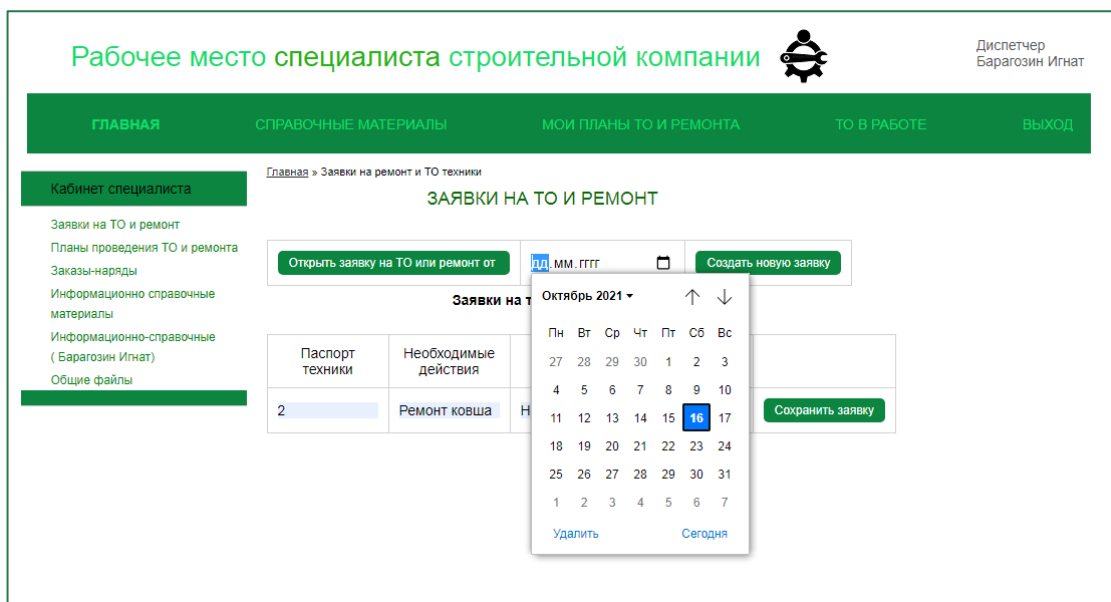 Рабочее место специалиста строительной компании
Диспетчер
Барагозин Игнат
ГЛАВНАЯ СПРАВОЧНЫЕ МАТЕРИАЛЫ МОИ ПЛАНЫ ТО И РЕМОНТА ТО В РАБОТЕ ВЫХОД
Кабинет специалиста
Заявки на ТО и ремонт
Планы проведения ТО и ремонта
Заказы-наряды
Информационно справочные
материалы
Информационно-справочные
( Барагозин Игнат)
Общие файлы
Главная » Заявки на ремонт и ТО техники
ЗАЯВКИ НА ТО И РЕМОНТ
Открыть заявку на ТО или ремонт от дд.мм.гггг Создать новую заявку
Заявки на
Паспорт
техники
Необходимые
действия
2 Ремонт ковша Сохранить заявку
Октябрь 2021
Пн Вт Ср Чт Пт Сб Вс
27 28 29 30 1 2 3
4 5 6 7 8 9 10
11 12 13 14 15 16 17
18 19 20 21 22 23 24
25 26 27 28 29 30 31
1 2 3 4 5 6 7
Удалить Сегодня